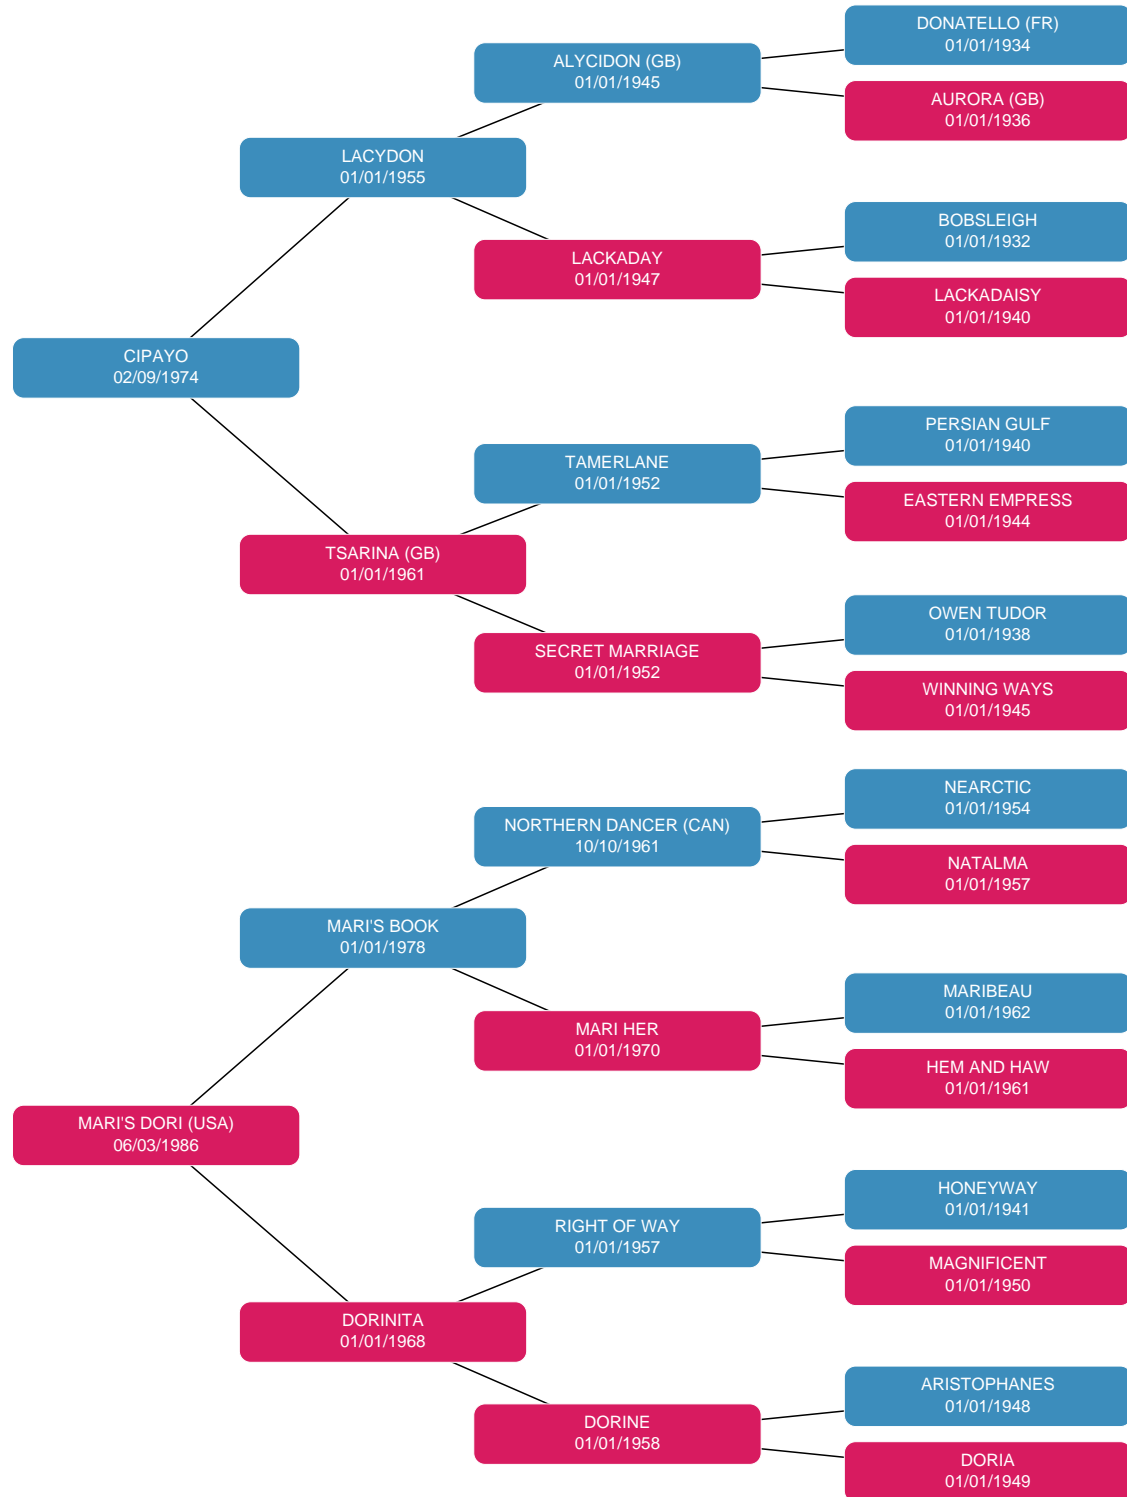 DONATELLO (FR)
01/01/1934
ALYCIDON (GB)
01/01/1945
AURORA (GB)
01/01/1936
LACYDON
01/01/1955
BOBSLEIGH
01/01/1932
LACKADAY
01/01/1947
LACKADAISY
01/01/1940
CIPAYO
02/09/1974
PERSIAN GULF
01/01/1940
TAMERLANE
01/01/1952
EASTERN EMPRESS
01/01/1944
TSARINA (GB)
01/01/1961
OWEN TUDOR
01/01/1938
SECRET MARRIAGE
01/01/1952
WINNING WAYS
01/01/1945
NEARCTIC
01/01/1954
NORTHERN DANCER (CAN)
10/10/1961
NATALMA
01/01/1957
MARI'S BOOK
01/01/1978
MARIBEAU
01/01/1962
MARI HER
01/01/1970
HEM AND HAW
01/01/1961
MARI'S DORI (USA)
06/03/1986
HONEYWAY
01/01/1941
RIGHT OF WAY
01/01/1957
MAGNIFICENT
01/01/1950
DORINITA
01/01/1968
ARISTOPHANES
01/01/1948
DORINE
01/01/1958
DORIA
01/01/1949